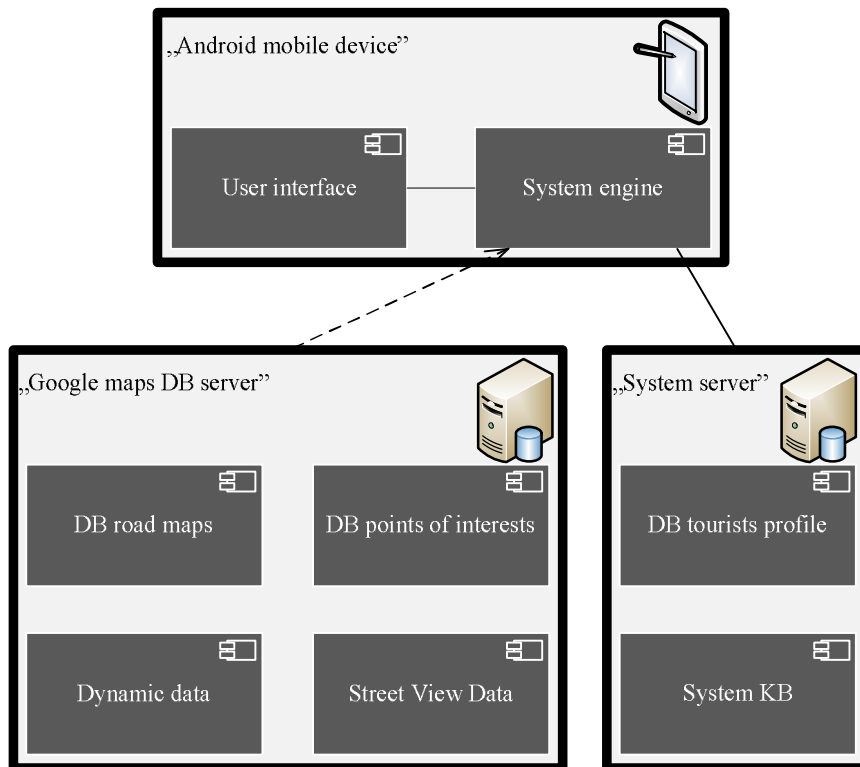 „Android mobile device”
User interface
System engine
„Google maps DB server”
„System server”
DB road maps
DB points of interests
DB tourists profile
Dynamic data
Street View Data
System KB